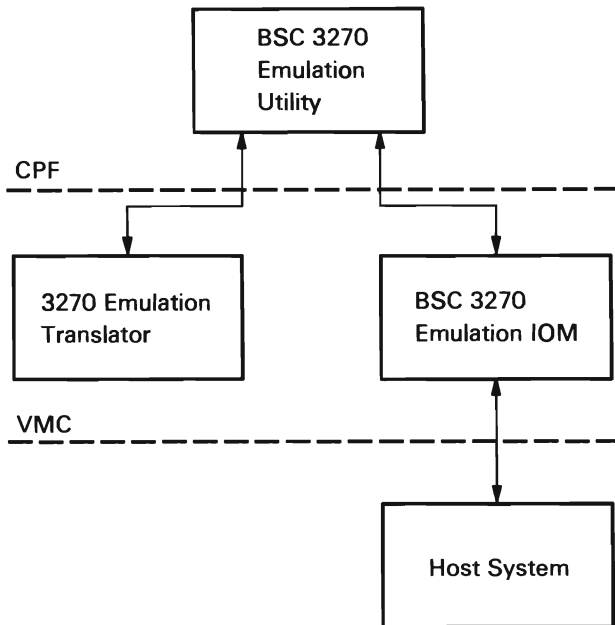 BSC 3270
Emulation
Utility
CPF
3270 Emulation
Translator
BSC 3270
Emulation IOM
VMC
Host System